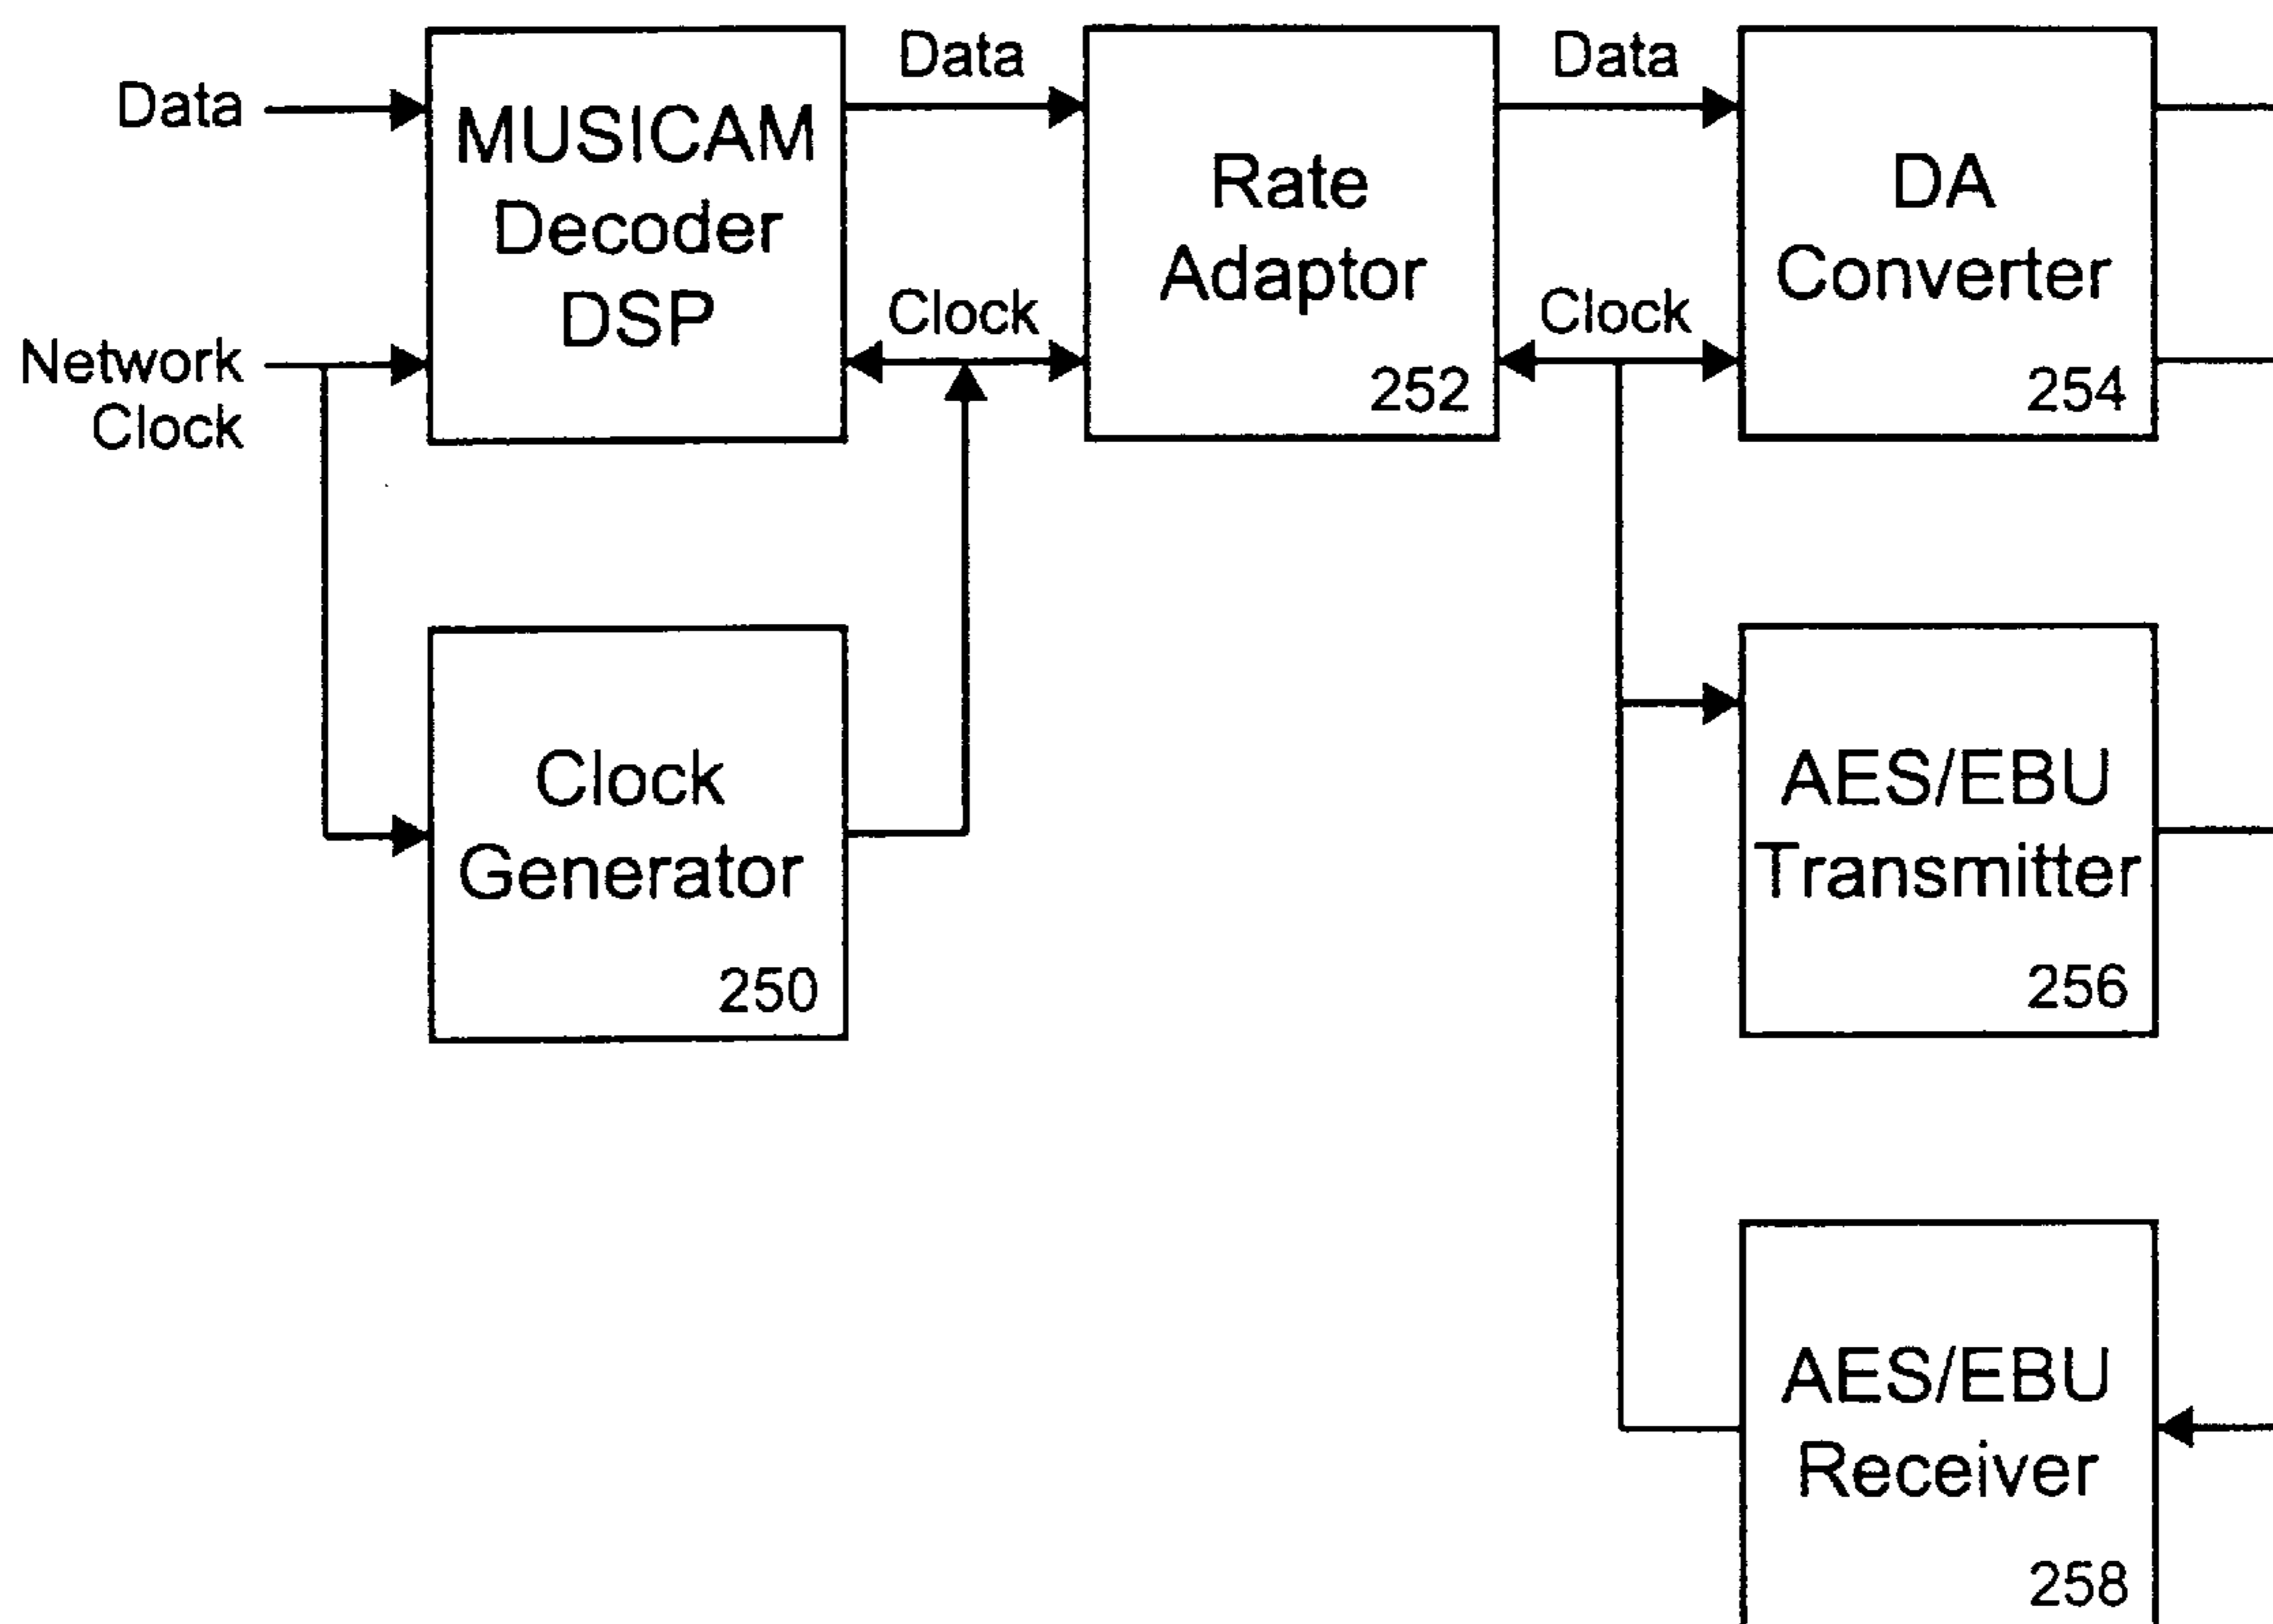 Data
Network
Clock
MUSICAM
Decoder
DSP
Data
Clock
Rate
Adaptor
252
Data
Clock
DA
Converter
254
Clock
Generator
250
AES/EBU
Transmitter
256
AES/EBU
Receiver
258